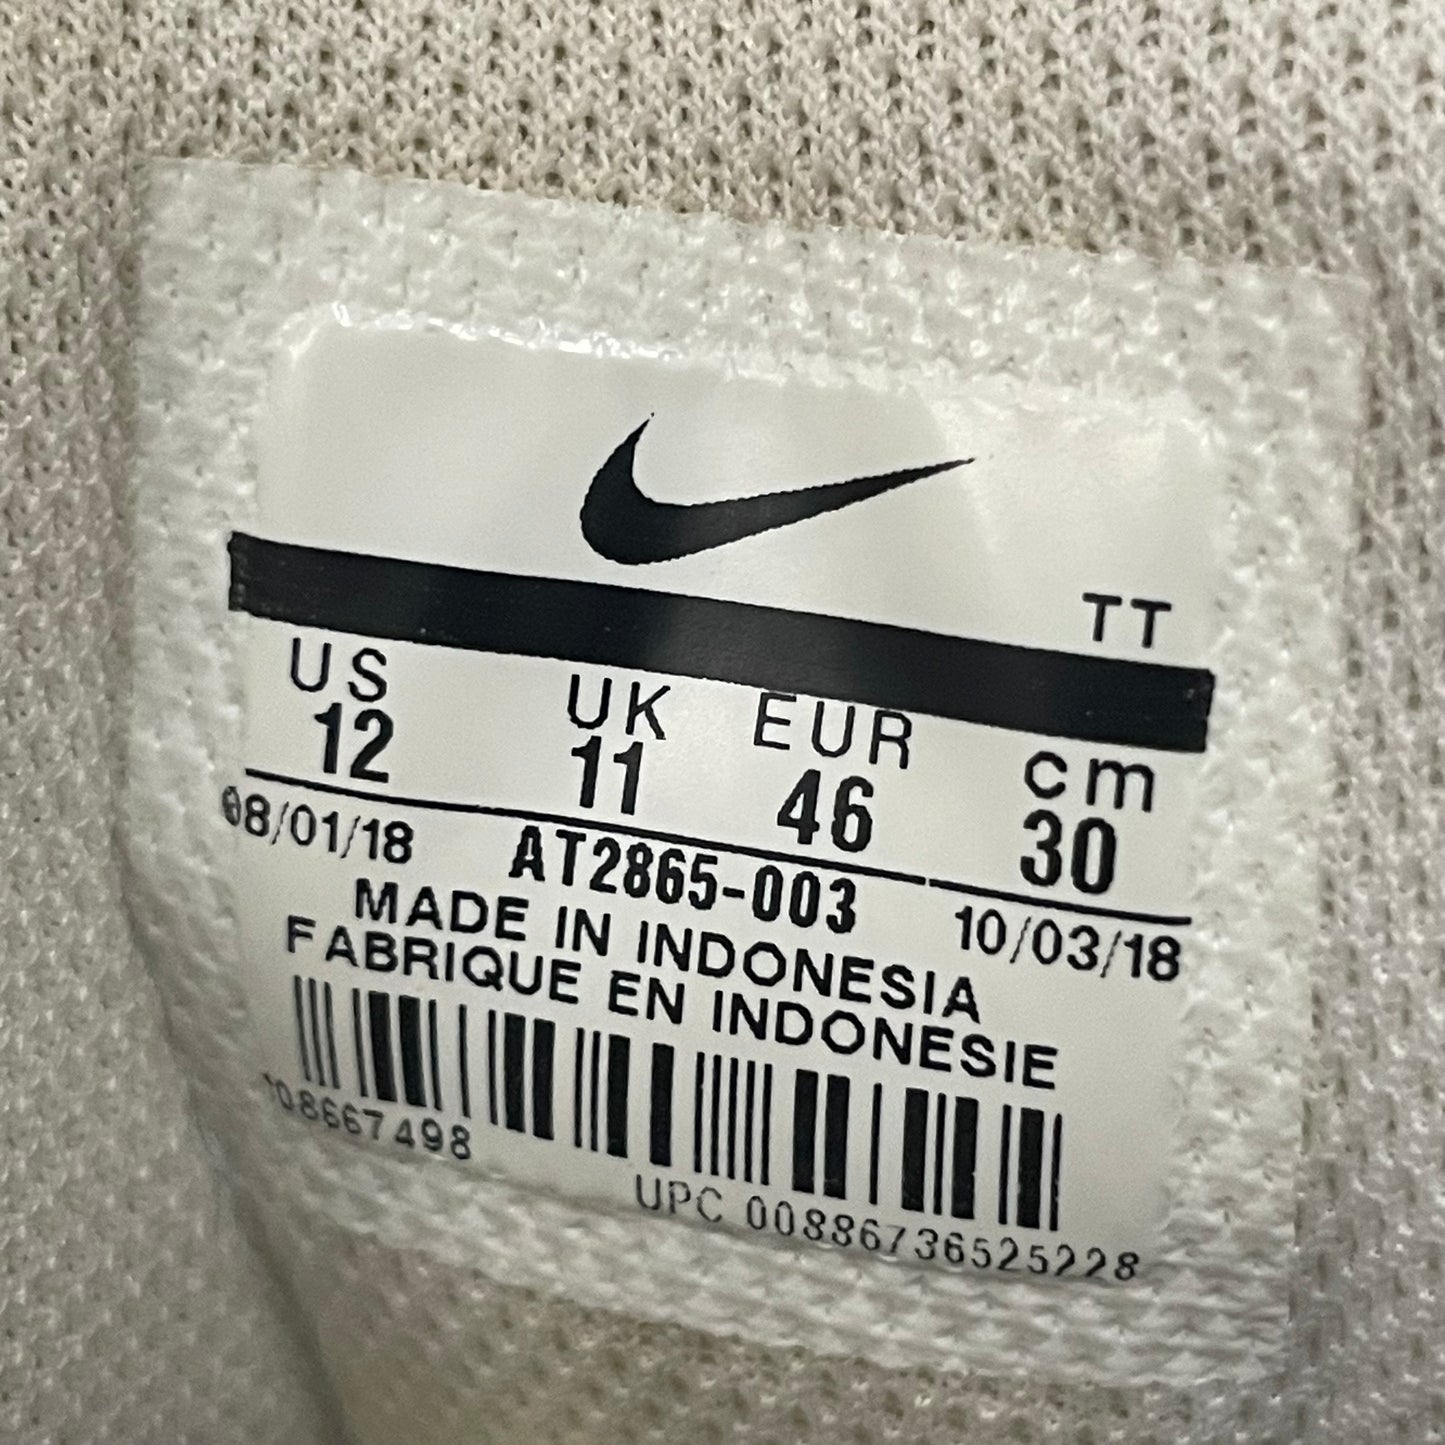 TT
US UK EUR cm
12 11 46 30
08/01/18 AT2865-003 10/03/18
MADE IN INDONESIA
FABRIQUE EN INDONESIE
UPC 00886736525228